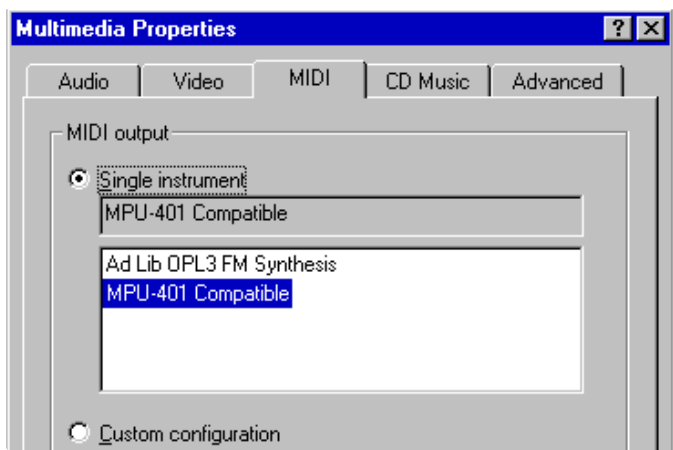 Multimedia Properties
Audio Video MIDI CD Music Advanced
MIDI output
Single instrument
MPU-401 Compatible
Ad Lib OPL3 FM Synthesis
MPU-401 Compatible
Custom configuration